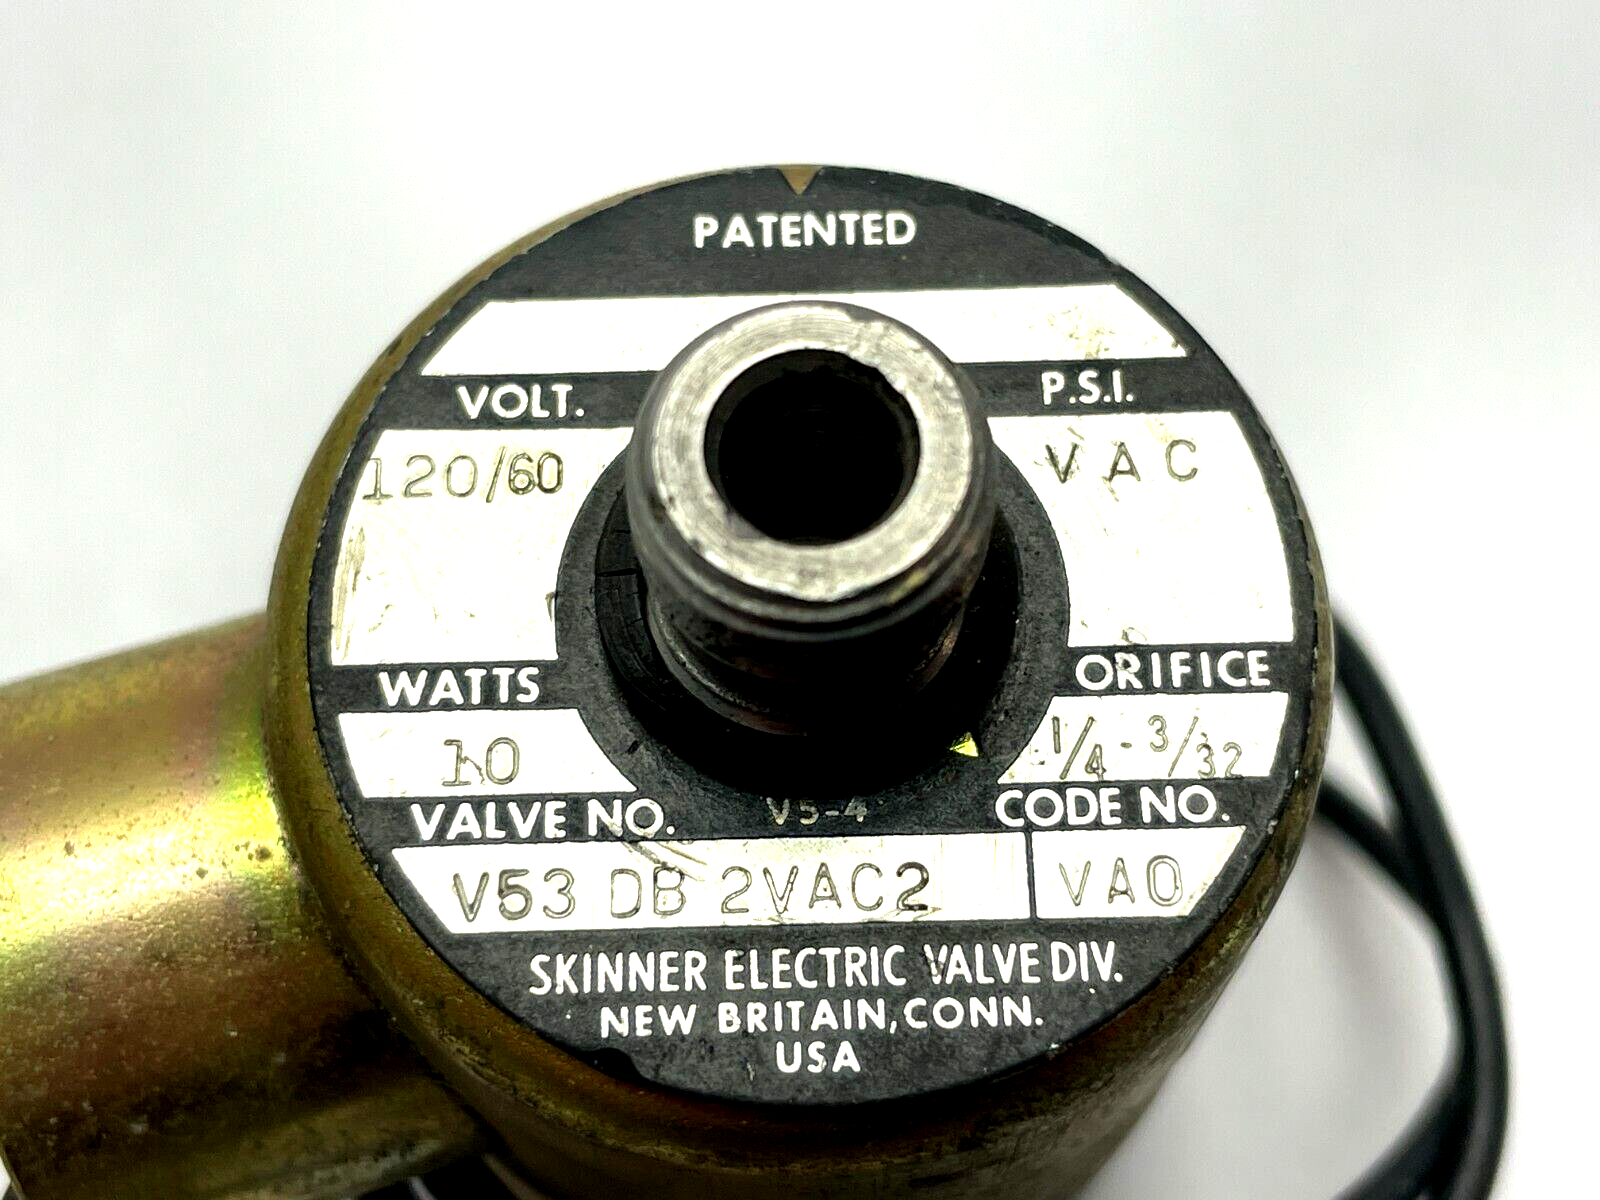 PATENTED
VOLT. P.S.I.
120/60 VAC
WATTS ORIFICE
10 1/4 - 3/32
VALVE NO. V5-4 CODE NO.
V53 DB 2VAC2 VA0
SKINNER ELECTRIC VALVE DIV.
NEW BRITAIN, CONN.
USA